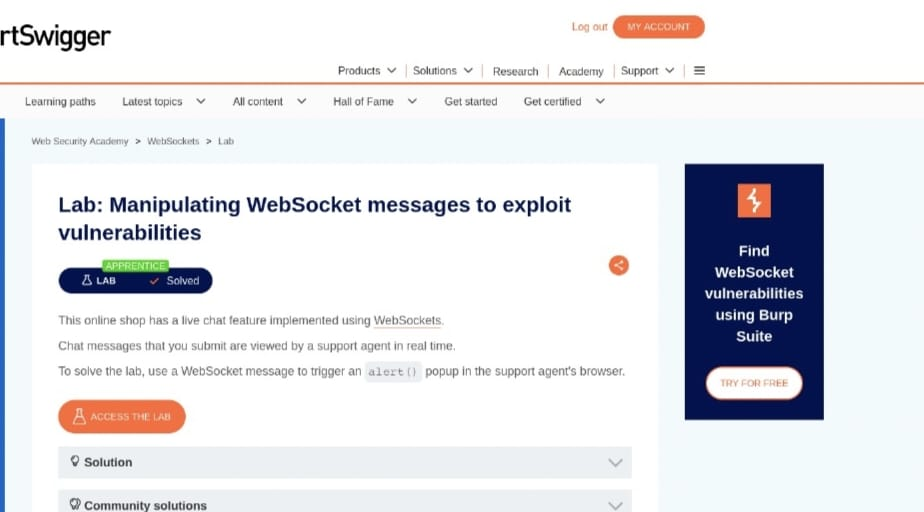 rtSwigger
Log out
MY ACCOUNT
Products
Solutions
Research
Academy
Support
Learning paths
Latest topics
All content
Hall of Fame
Get started
Get certified
Web Security Academy > WebSockets > Lab
Lab: Manipulating WebSocket messages to exploit
vulnerabilities
APPRENTICE
LAB
Solved
This online shop has a live chat feature implemented using WebSockets.
Chat messages that you submit are viewed by a support agent in real time.
To solve the lab, use a WebSocket message to trigger an alert() popup in the support agent's browser.
ACCESS THE LAB
Solution
Community solutions
Find
WebSocket
vulnerabilities
using Burp
Suite
TRY FOR FREE